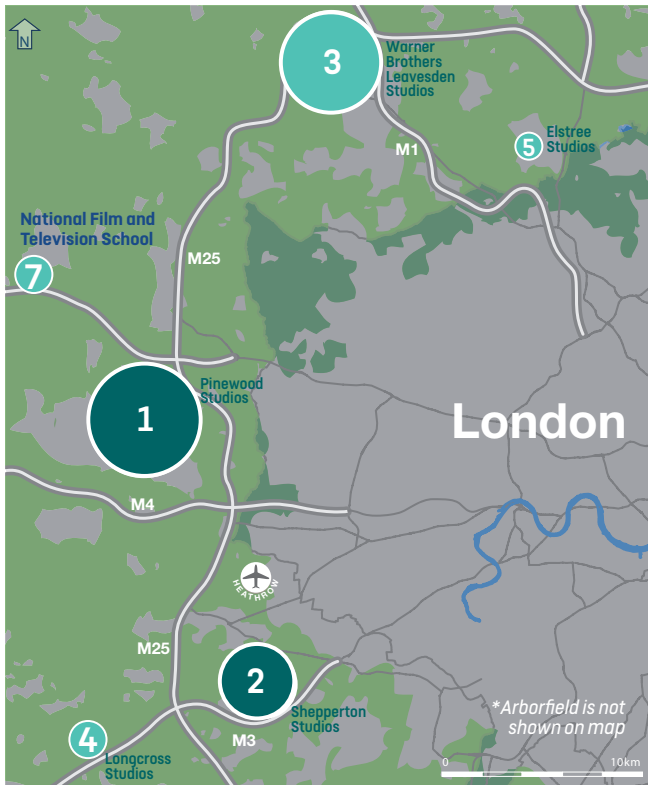 N
3
Warner
Brothers
Leavesden
Studios
M1
5
Elstree
Studios
National Film and
Television School
7
M25
Pinewood
Studios
1
London
M4
HEATHROW
M25
2
Shepperton
Studios
*Arborfield is not
shown on map
M3
4
Longcross
Studios
0 10km